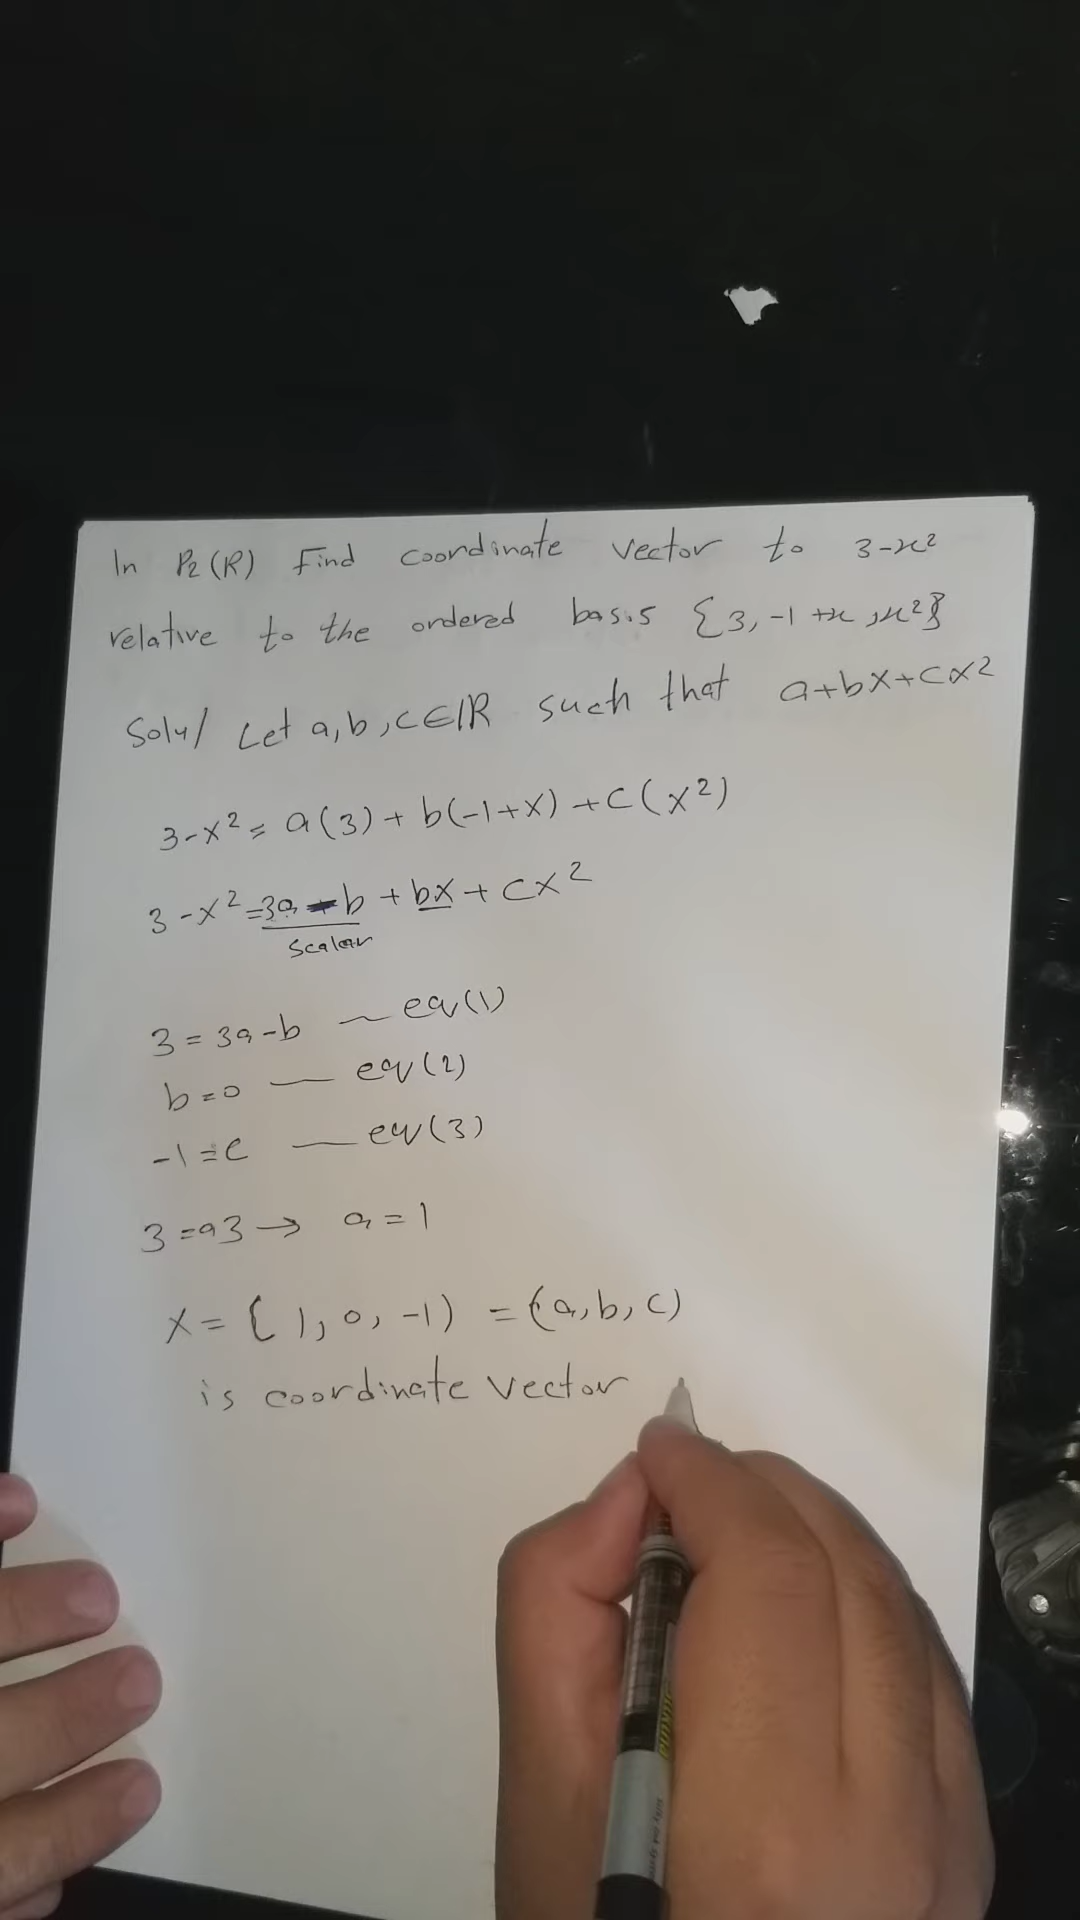 In P₂(R) Find coordinate vector to 3-x²
relative to the ordered basis {3, -1+x, x²}
Solu/ Let a,b,c∈IR such that a+bx+cx²
3-x² = a(3) + b(-1+x) + c(x²)
3-x² = 3a - b + bx + cx²
Scalar
3 = 3a-b — eq(1)
b=0 — eq(2)
-1=c — eq(3)
3=a3 → a=1
X = (1, 0, -1) = (a, b, c)
is coordinate vector